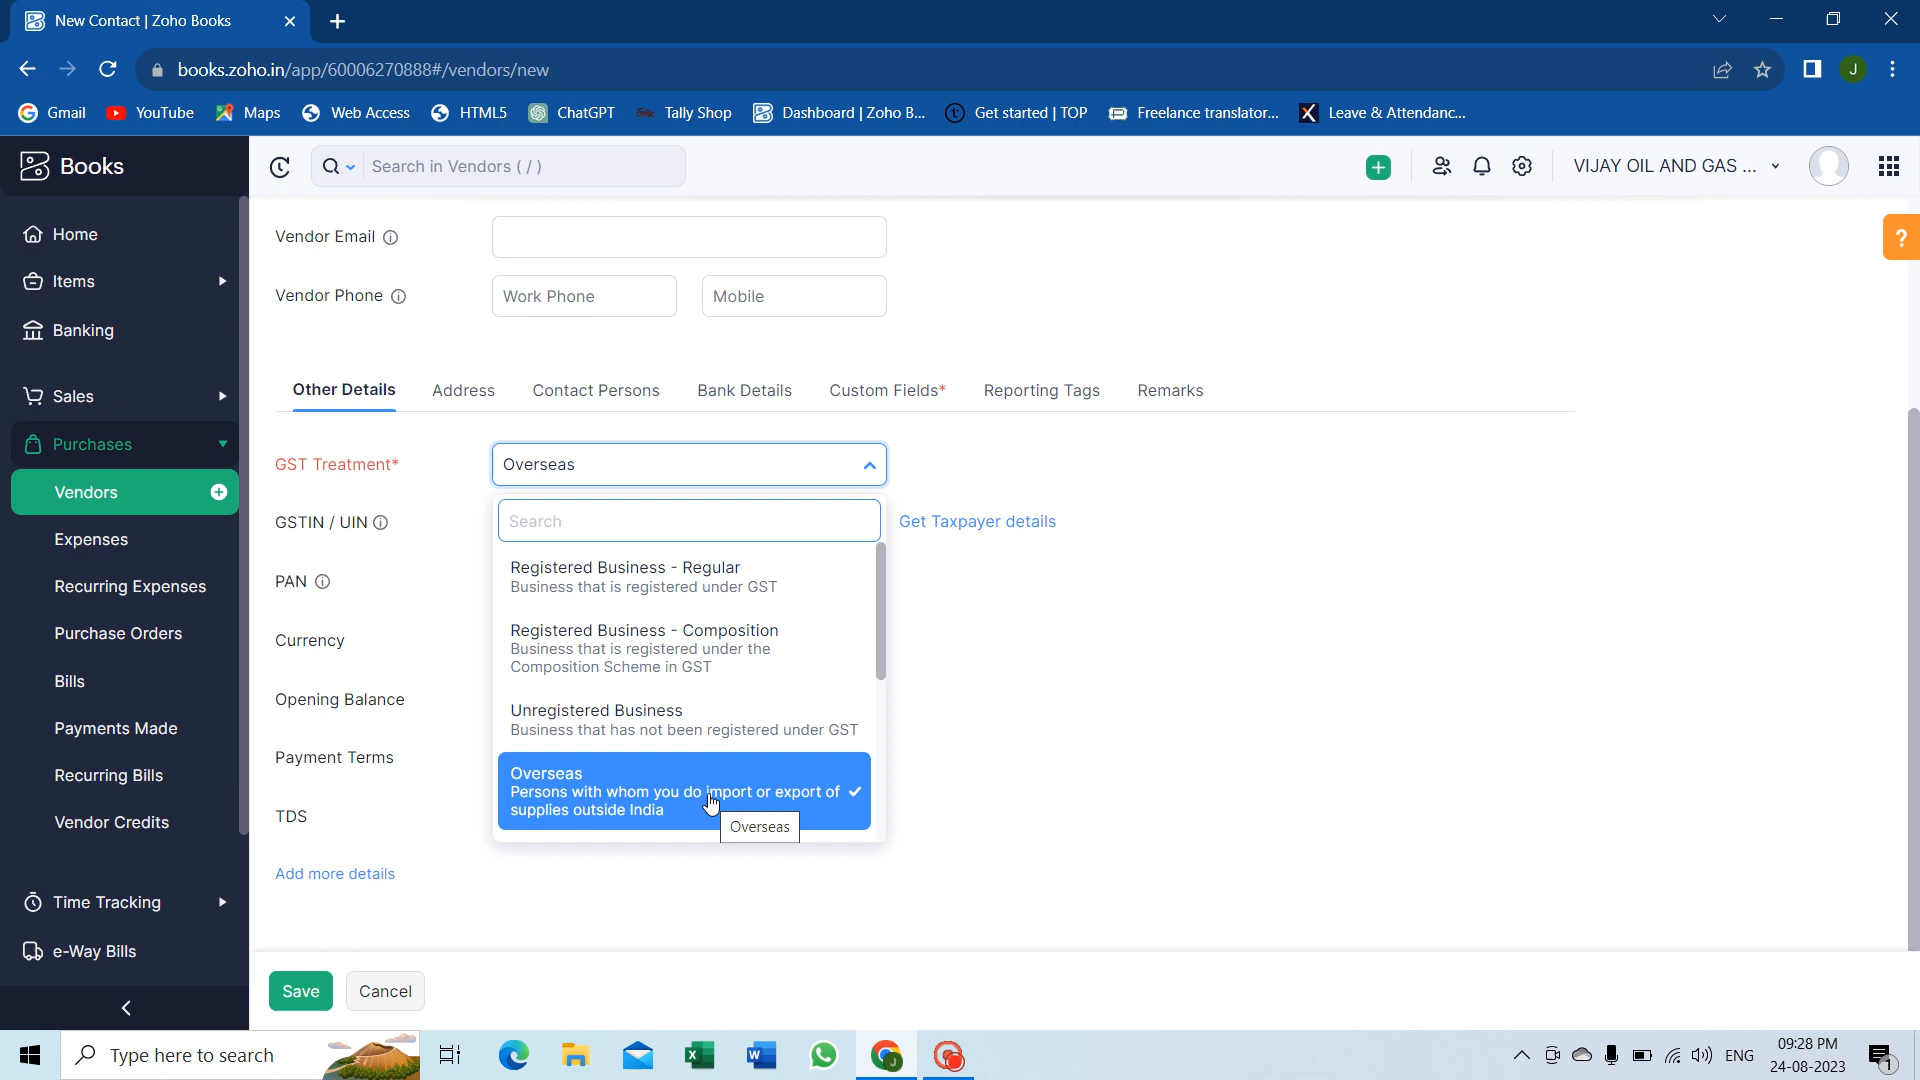 New Contact | Zoho Books
books.zoho.in/app/60006270888#/vendors/new
J
Gmail
YouTube
Maps
Web Access
HTML5
ChatGPT
Tally Shop
Dashboard | Zoho B...
Get started | TOP
Freelance translator...
Leave & Attendanc...
Books
Search in Vendors ( / )
VIJAY OIL AND GAS ...
Home
Items
Banking
Sales
Purchases
Vendors
Expenses
Recurring Expenses
Purchase Orders
Bills
Payments Made
Recurring Bills
Vendor Credits
Time Tracking
e-Way Bills
?
Vendor Email
Vendor Phone
Work Phone
Mobile
Other Details
Address
Contact Persons
Bank Details
Custom Fields*
Reporting Tags
Remarks
GST Treatment*
Overseas
GSTIN / UIN
Search
Get Taxpayer details
PAN
Currency
Opening Balance
Payment Terms
TDS
Registered Business - Regular
Business that is registered under GST
Registered Business - Composition
Business that is registered under the
Composition Scheme in GST
Unregistered Business
Business that has not been registered under GST
Overseas
Persons with whom you do import or export of
supplies outside India
Overseas
Add more details
Save
Cancel
Type here to search
ENG
09:28 PM
24-08-2023
1